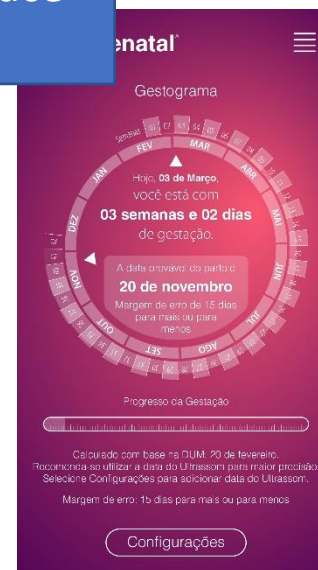 enatal
Gestograma
Semanas
JAN
FEV
MAR
ABR
MAI
JUN
JUL
AGO
SET
OUT
NOV
DEZ
Hoje, 03 de Março,
você está com
03 semanas e 02 dias
de gestação.
A data provável do parto é
20 de novembro
Margem de erro de 15 dias
para mais ou para
menos
Progresso da Gestação
Calculado com base na DUM: 20 de fevereiro.
Recomenda-se utilizar a data do Ultrassom para maior precisão.
Selecione Configurações para adicionar data do Ultrassom.
Margem de erro: 15 dias para mais ou para menos
Configurações